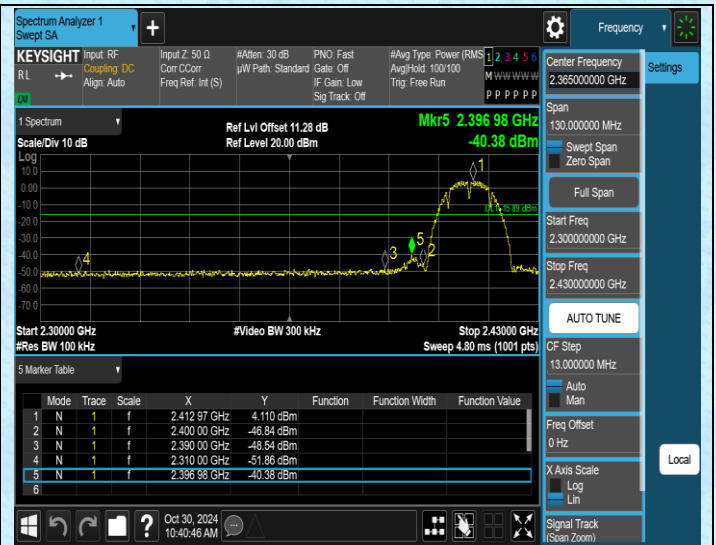 Spectrum Analyzer 1
Swept SA
Frequency
KEYSIGHT
RL
LXI
Input: RF
Coupling: DC
Align: Auto
Input Z: 50 Ω
Corr CCorr
Freq Ref: Int (S)
#Atten: 30 dB
µW Path: Standard
PNO: Fast
Gate: Off
IF Gain: Low
Sig Track: Off
#Avg Type: Power (RMS
Avg|Hold: 100/100
Trig: Free Run
1 2 3 4 5 6
M W W W W W
P P P P P P
1 Spectrum
Scale/Div 10 dB
Ref Lvl Offset 11.28 dB
Ref Level 20.00 dBm
Mkr5 2.396 98 GHz
-40.38 dBm
Log
10.0
0.00
-10.0
-20.0
-30.0
-40.0
-50.0
-60.0
-70.0
1
4
3
5
2
Start 2.30000 GHz
#Res BW 100 kHz
#Video BW 300 kHz
Stop 2.43000 GHz
Sweep 4.80 ms (1001 pts)
5 Marker Table
Mode Trace Scale X Y Function Function Width Function Value
1 N 1 f 2.412 97 GHz 4.110 dBm
2 N 1 f 2.400 00 GHz -46.84 dBm
3 N 1 f 2.390 00 GHz -48.54 dBm
4 N 1 f 2.310 00 GHz -51.86 dBm
5 N 1 f 2.396 98 GHz -40.38 dBm
6
Oct 30, 2024
10:40:46 AM
Center Frequency
2.365000000 GHz
Span
130.000000 MHz
Swept Span
Zero Span
Full Span
Start Freq
2.300000000 GHz
Stop Freq
2.430000000 GHz
AUTO TUNE
CF Step
13.000000 MHz
Auto
Man
Freq Offset
0 Hz
X Axis Scale
Log
Lin
Signal Track
(Span Zoom)
Settings
Local